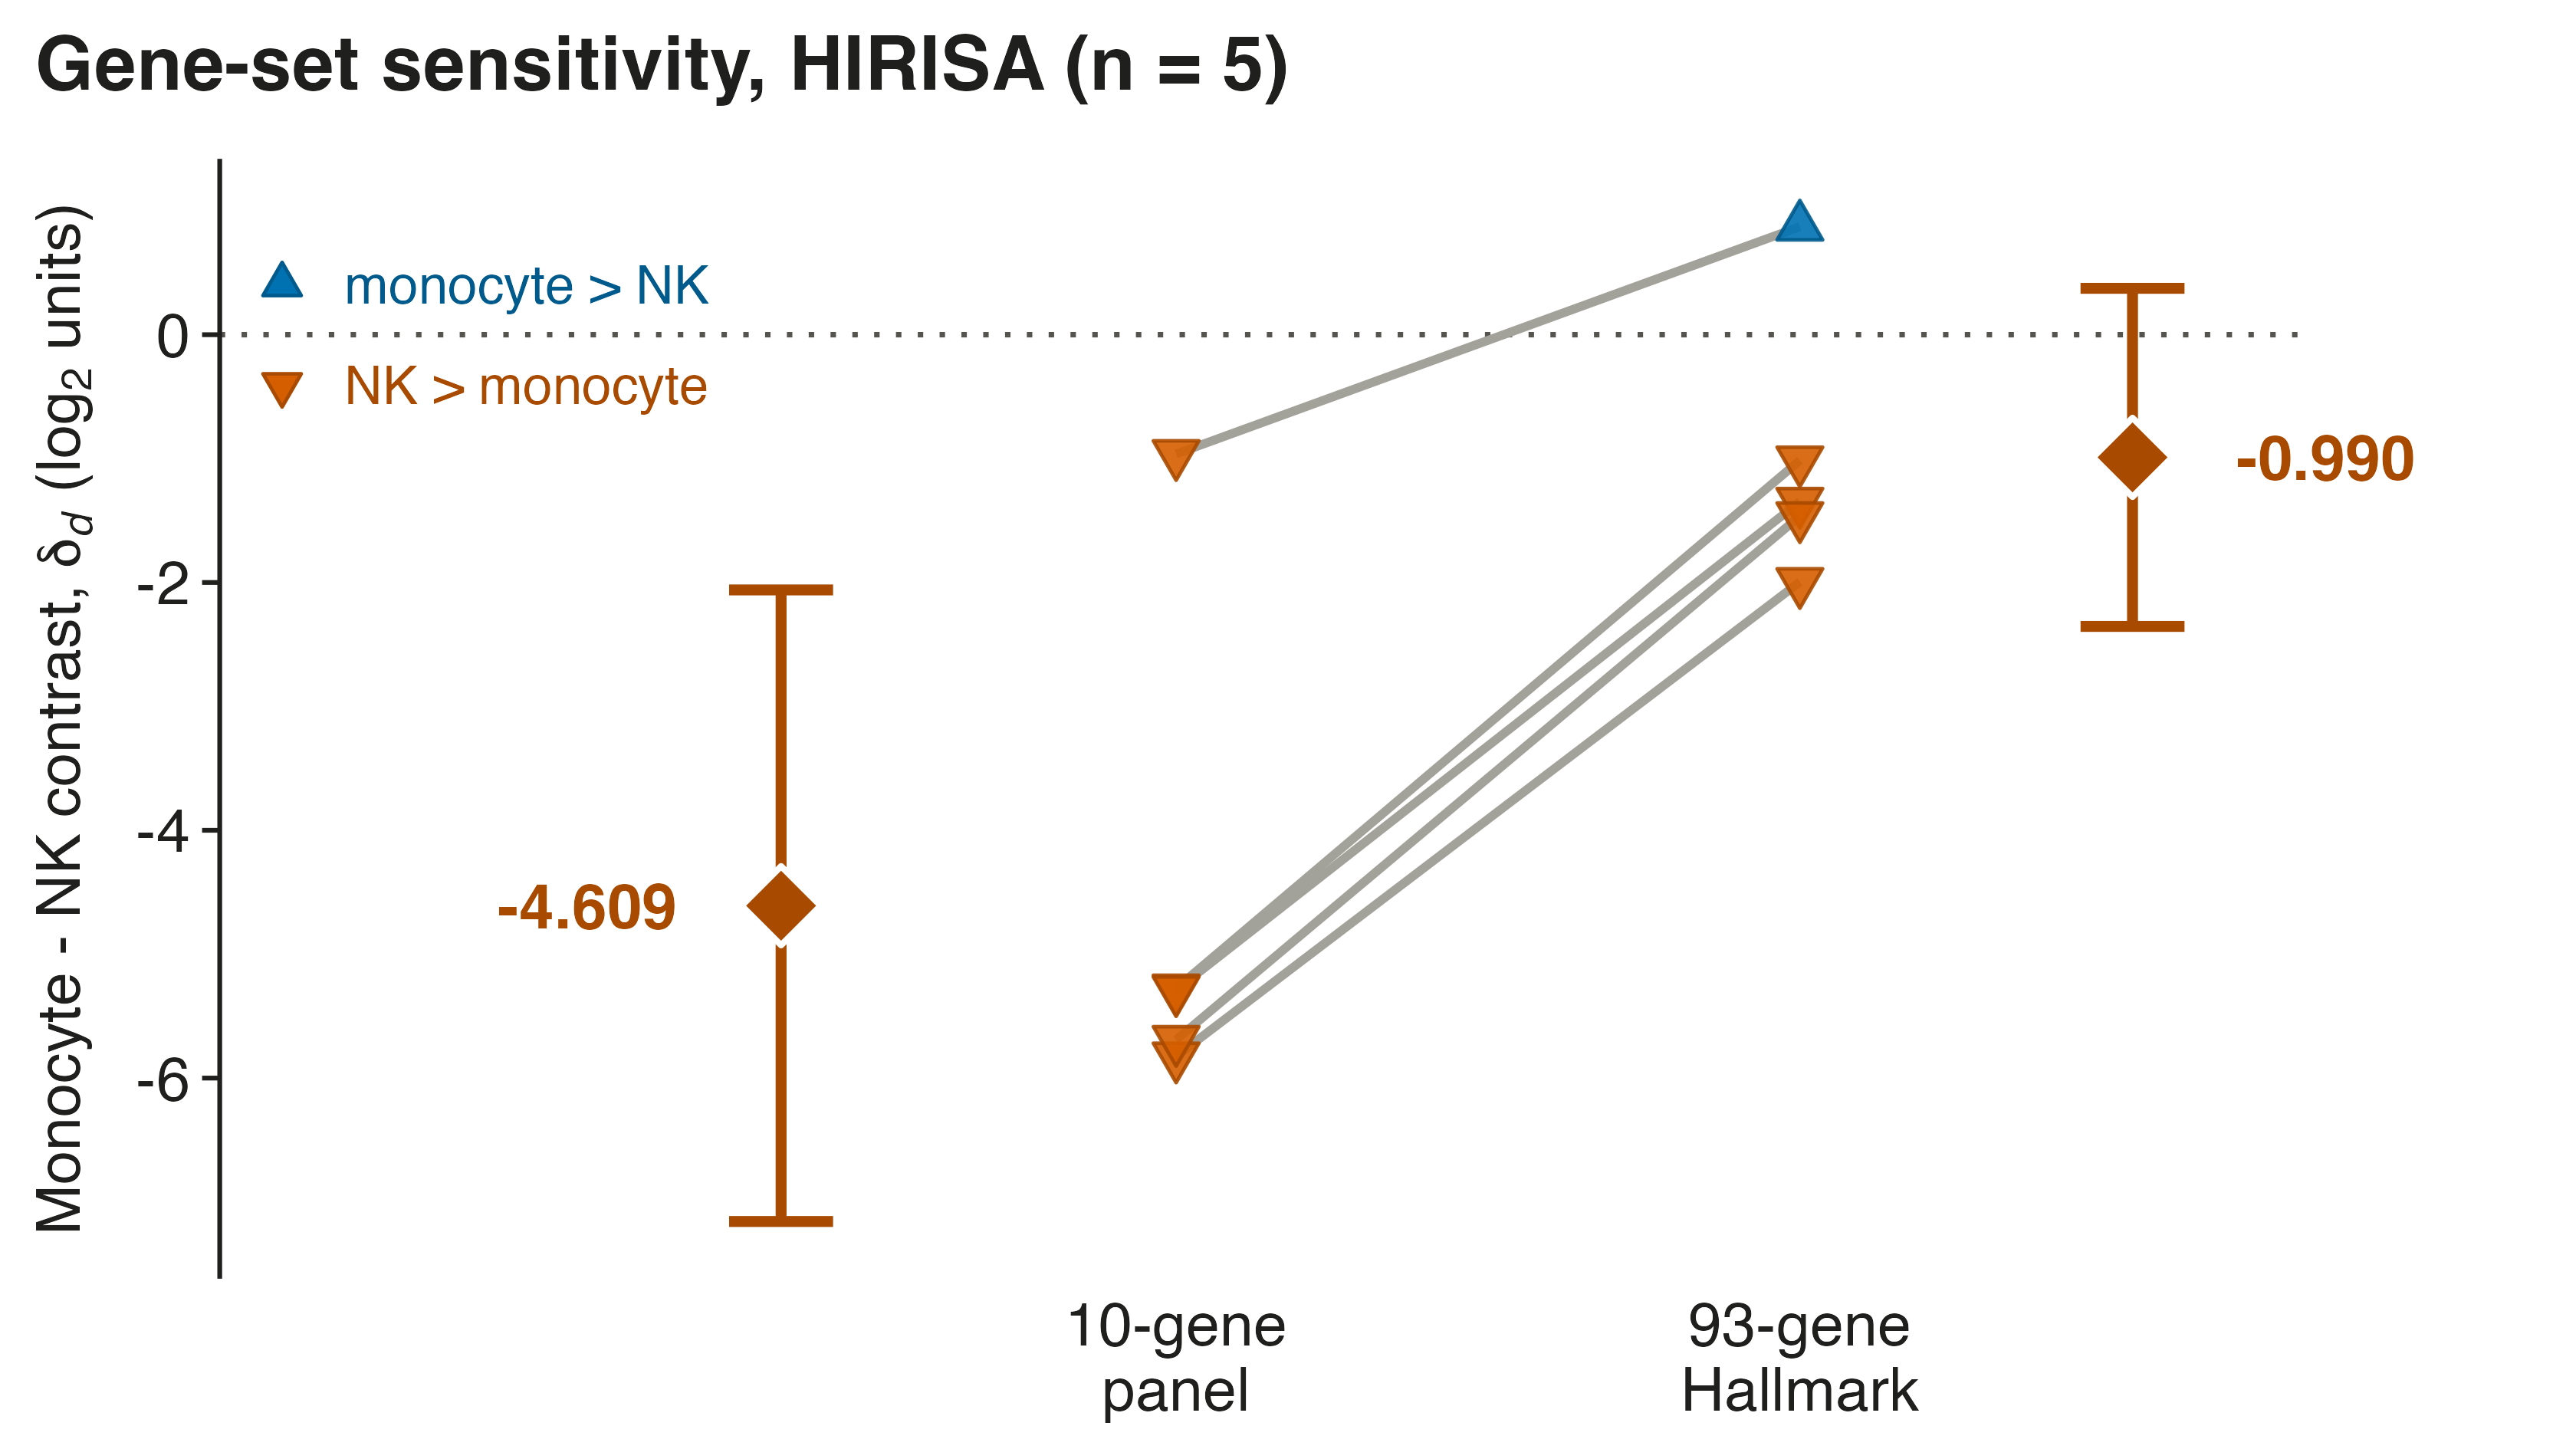 Gene-set sensitivity, HIRISA (n = 5)
Monocyte - NK contrast, δd (log2 units)
monocyte > NK
0
NK > monocyte
-0.990
-2
-4
-4.609
-6
10-gene
panel
93-gene
Hallmark